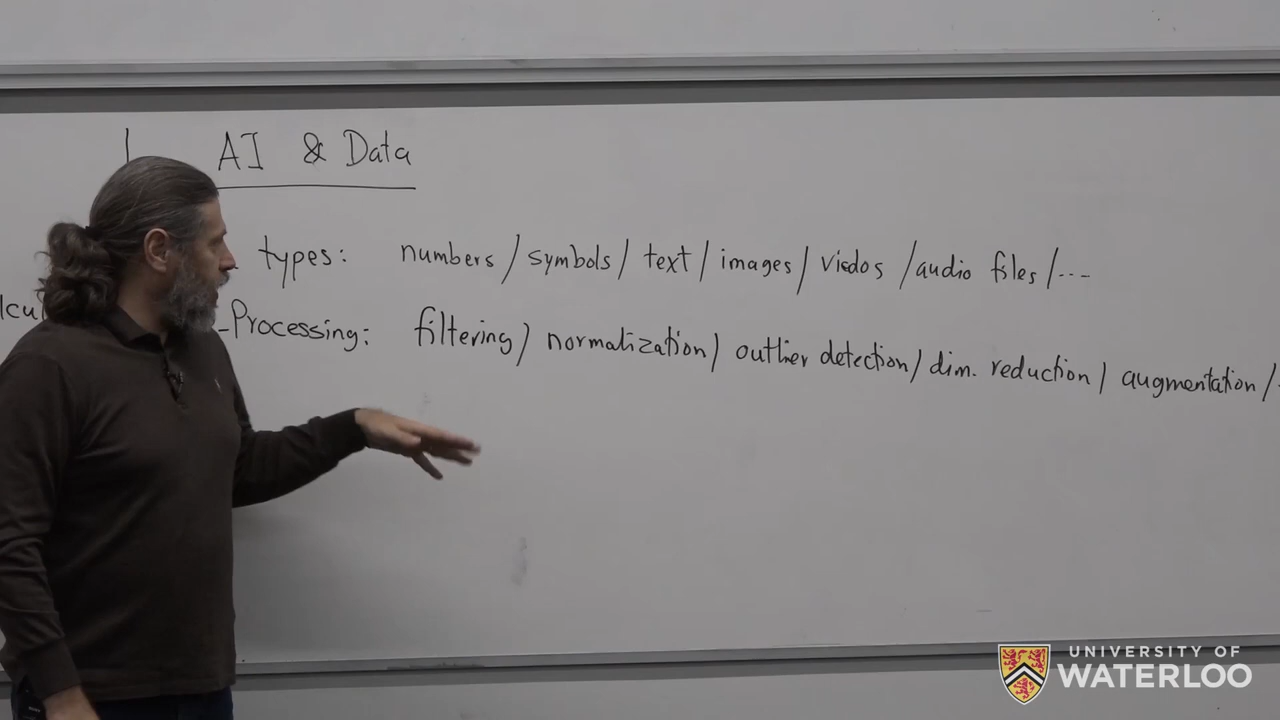 AI & Data
types: numbers / symbols / text / images / viedos / audio files / ...
-Processing: filtering / normalization / outlier detection / dim. reduction / augmentation /
UNIVERSITY OF
WATERLOO